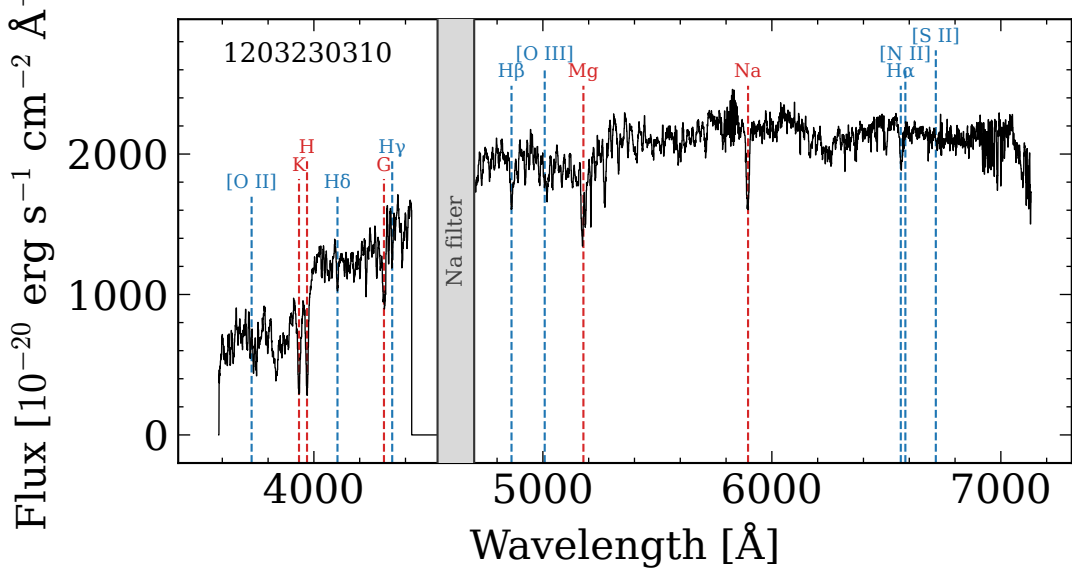 1203230310
[S II]
[O III] [N II]
Hβ Mg Na Hα
H Hγ
K G
[O II] Hδ
Na filter
2000
1000
0
4000 5000 6000 7000
Wavelength [Å]
Flux [10⁻²⁰ erg s⁻¹ cm⁻² Å⁻